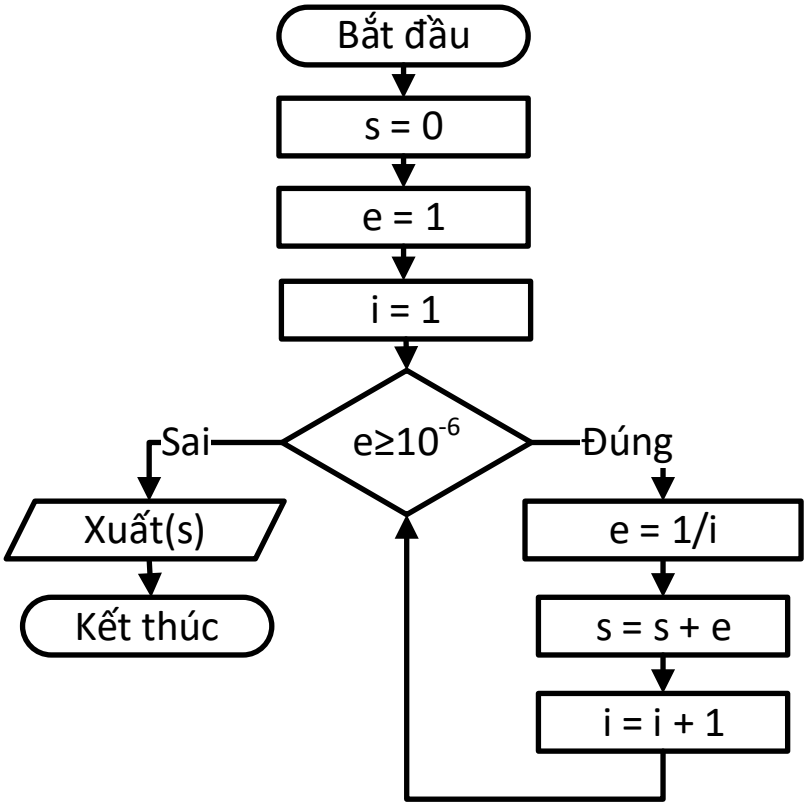 Bắt đầu
s = 0
e = 1
i = 1
e≥10⁻⁶
Sai
Đúng
Xuất(s)
Kết thúc
e = 1/i
s = s + e
i = i + 1